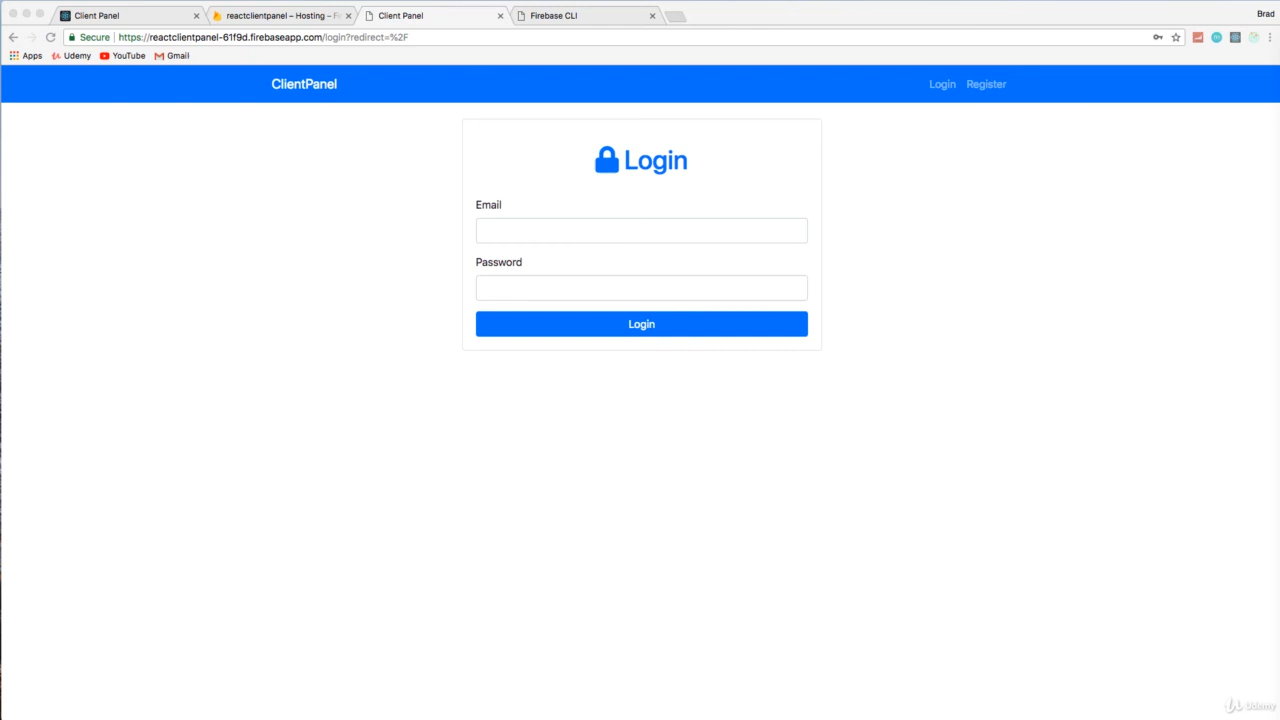 Client Panel
reactclientpanel – Hosting – Fi
Client Panel
Firebase CLI
Brad
Secure
https://reactclientpanel-61f9d.firebaseapp.com/login?redirect=%2F
Apps
Udemy
YouTube
Gmail
ClientPanel
Login
Register
Login
Email
Password
Login
Udemy